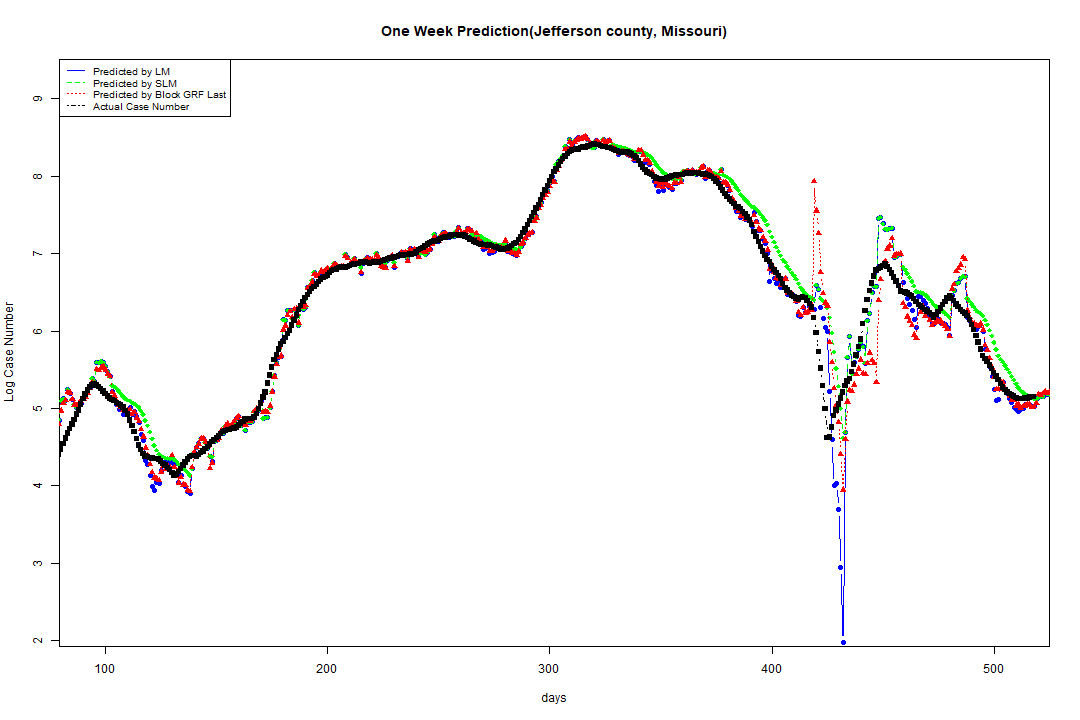 One Week Prediction(Jefferson county, Missouri)
Predicted by LM
Predicted by SLM
Predicted by Block GRF Last
Actual Case Number
Log Case Number
9
8
7
6
5
4
3
2
100 200 300 400 500
days